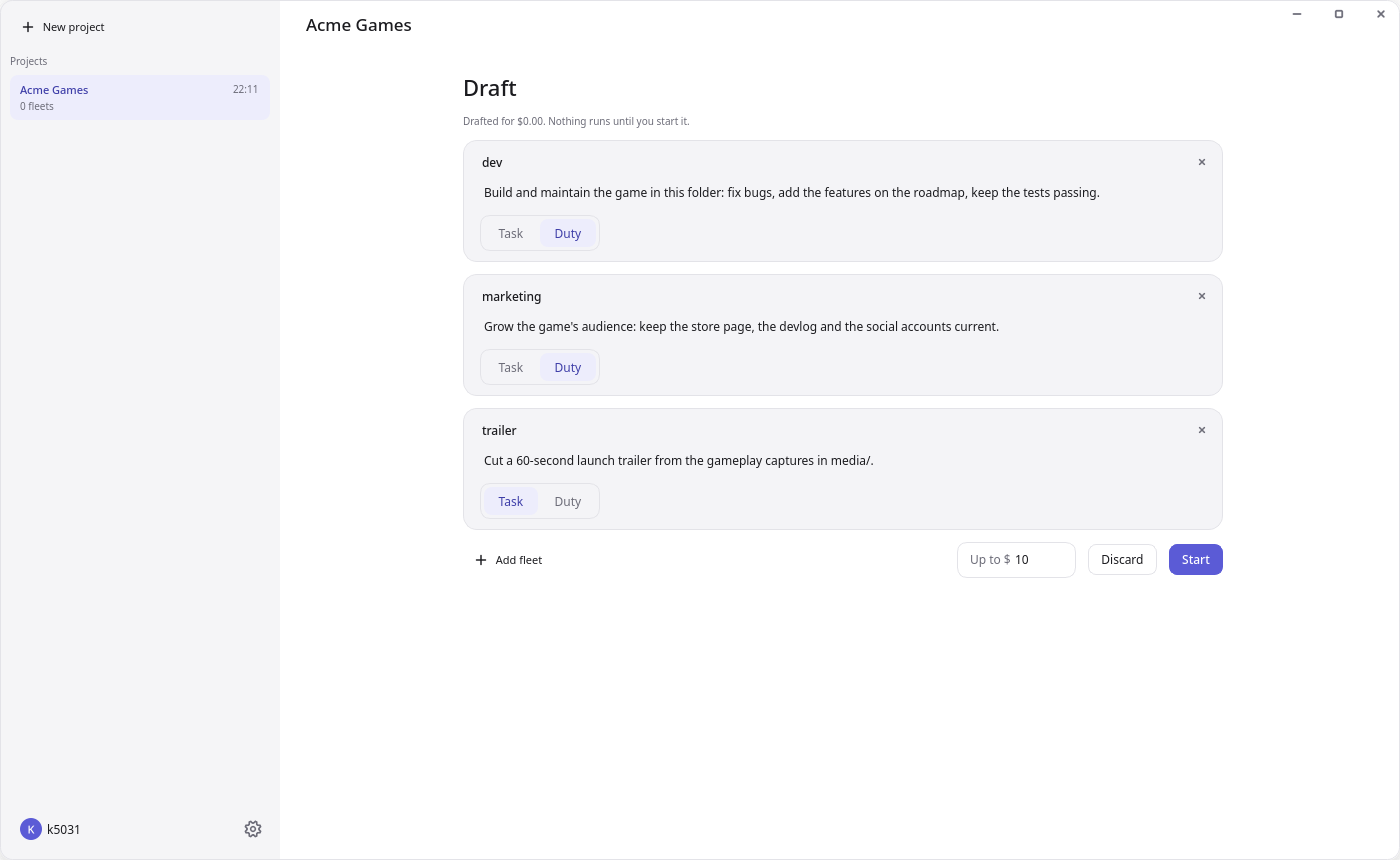 New project
Projects
Acme Games 22:11
0 fleets
K k5031
Acme Games
Draft
Drafted for $0.00. Nothing runs until you start it.
dev
Build and maintain the game in this folder: fix bugs, add the features on the roadmap, keep the tests passing.
Task Duty
marketing
Grow the game's audience: keep the store page, the devlog and the social accounts current.
Task Duty
trailer
Cut a 60-second launch trailer from the gameplay captures in media/.
Task Duty
Add fleet Up to $ 10 Discard Start